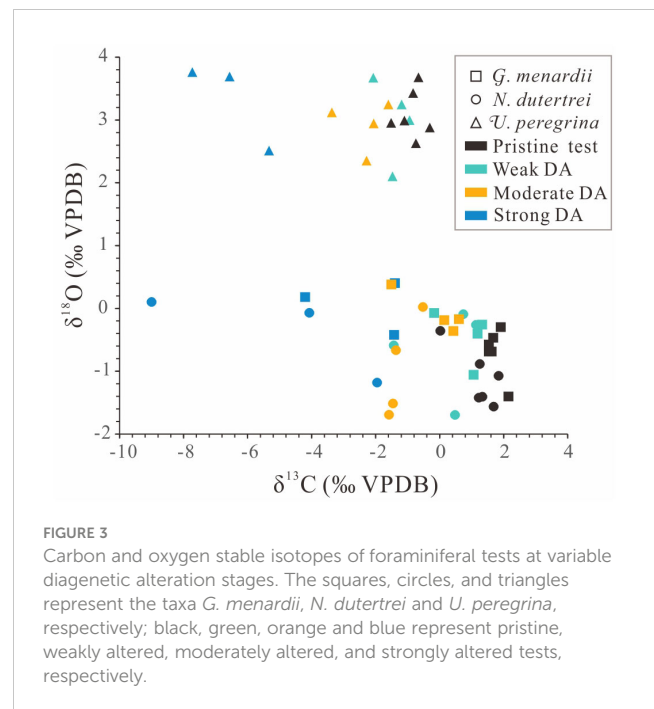 4
3
2
1
0
-1
-2
δ18O (‰ VPDB)
G. menardii
N. dutertrei
U. peregrina
Pristine test
Weak DA
Moderate DA
Strong DA
-10 -8 -6 -4 -2 0 2 4
δ13C (‰ VPDB)
FIGURE 3
Carbon and oxygen stable isotopes of foraminiferal tests at variable
diagenetic alteration stages. The squares, circles, and triangles
represent the taxa G. menardii, N. dutertrei and U. peregrina,
respectively; black, green, orange and blue represent pristine,
weakly altered, moderately altered, and strongly altered tests,
respectively.